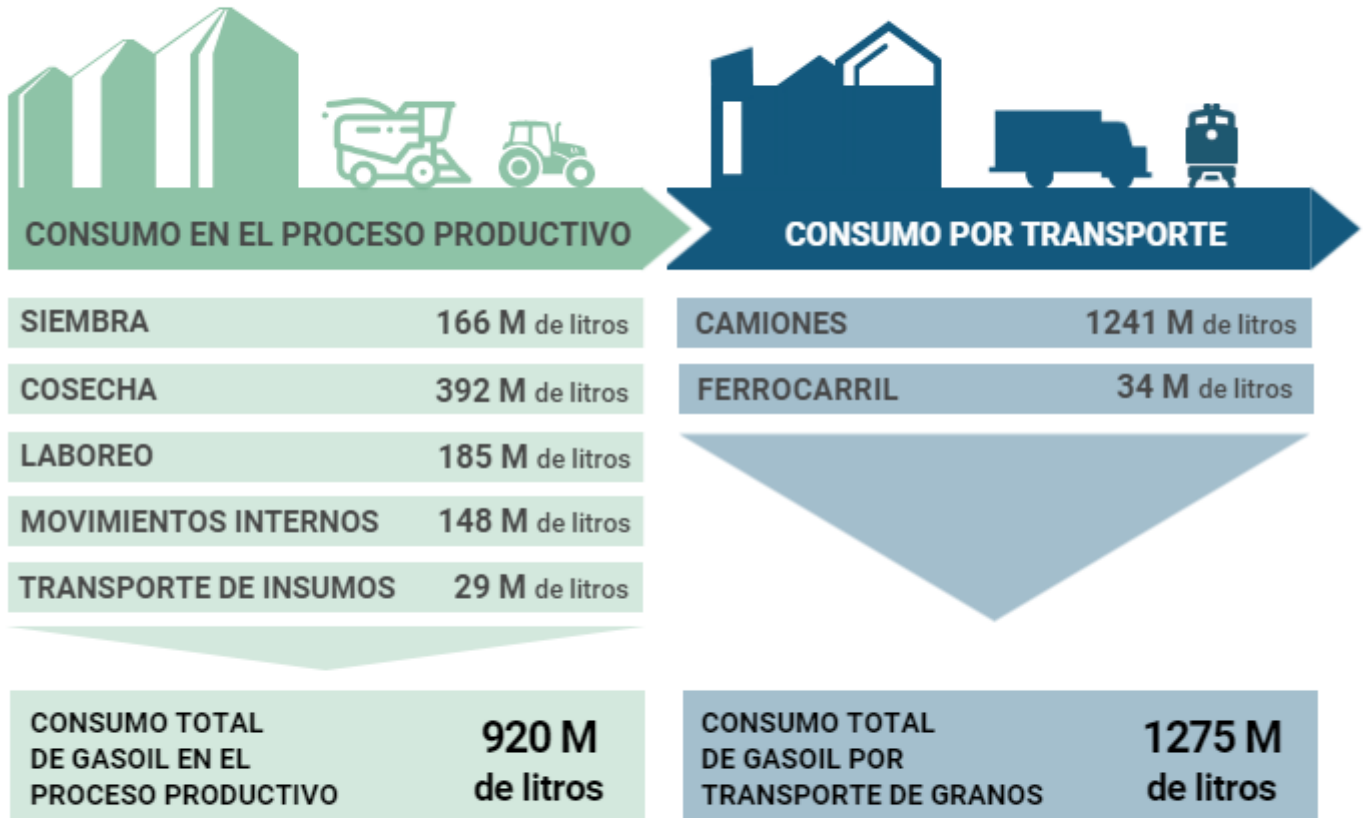 CONSUMO EN EL PROCESO PRODUCTIVO
SIEMBRA 166 M de litros
COSECHA 392 M de litros
LABOREO 185 M de litros
MOVIMIENTOS INTERNOS 148 M de litros
TRANSPORTE DE INSUMOS 29 M de litros
CONSUMO TOTAL
DE GASOIL EN EL
PROCESO PRODUCTIVO
920 M
de litros
CONSUMO POR TRANSPORTE
CAMIONES 1241 M de litros
FERROCARRIL 34 M de litros
CONSUMO TOTAL
DE GASOIL POR
TRANSPORTE DE GRANOS
1275 M
de litros